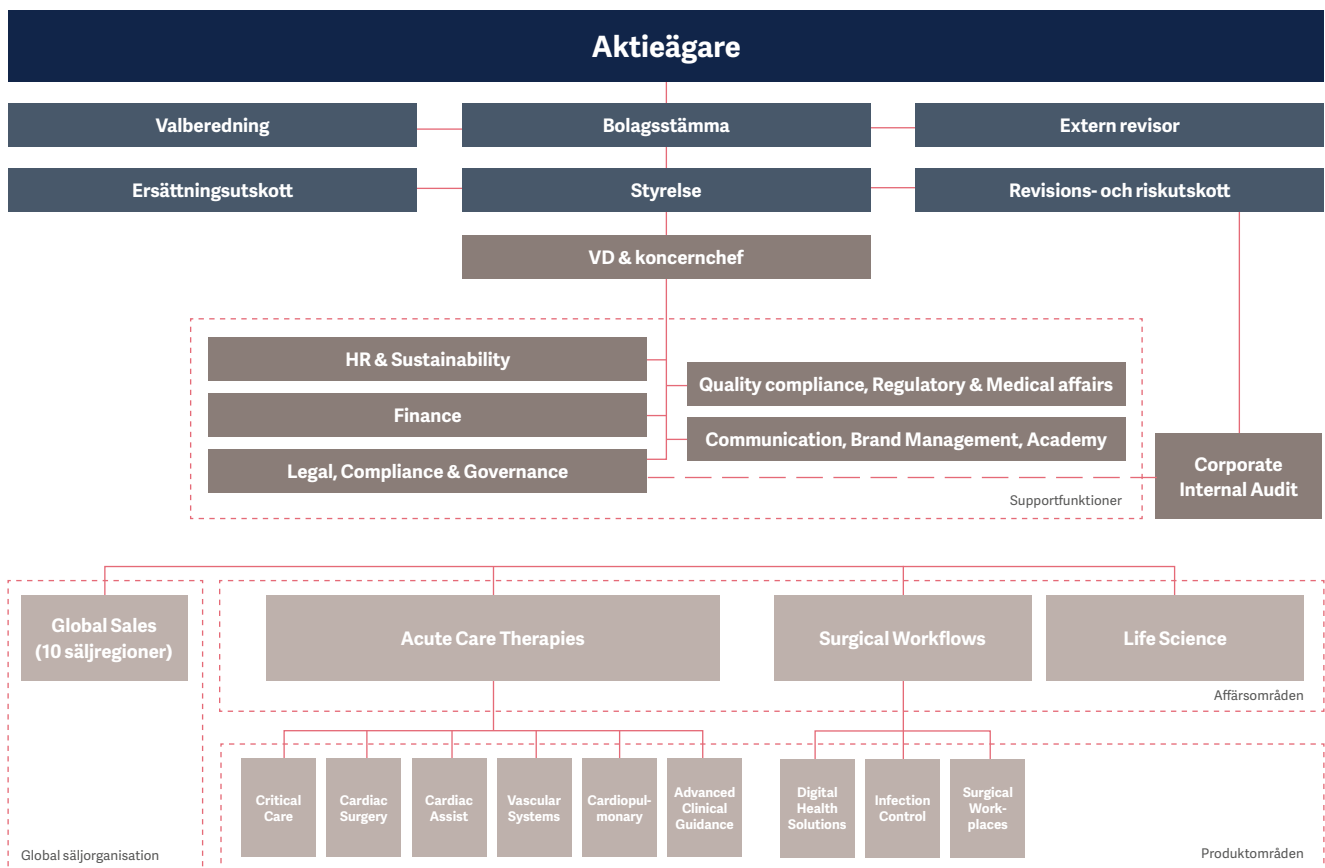 Aktieägare
Valberedning
Bolagsstämma
Extern revisor
Ersättningsutskott
Styrelse
Revisions- och riskutskott
VD & koncernchef
HR & Sustainability
Quality compliance, Regulatory & Medical affairs
Finance
Communication, Brand Management, Academy
Legal, Compliance & Governance
Corporate
Internal Audit
Supportfunktioner
Global Sales
(10 säljregioner)
Acute Care Therapies
Surgical Workflows
Life Science
Affärsområden
Critical
Care
Cardiac
Surgery
Cardiac
Assist
Vascular
Systems
Cardiopul-
monary
Advanced
Clinical
Guidance
Digital
Health
Solutions
Infection
Control
Surgical
Work-
places
Global säljorganisation
Produktområden